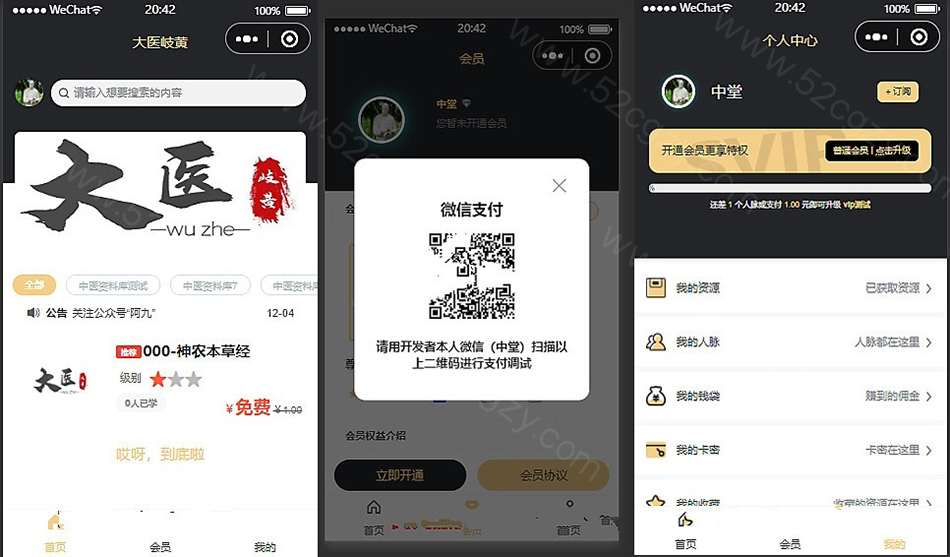 WeChat
20:42
100%
大医岐黄
请输入想要搜索的内容
大医
岐黄
wu zhe
全部
中医资料库测试
中医资料库7
中医资料
公告 关注公众号“阿九”
12-04
推荐 000-神农本草经
级别
0人已学
¥免费 ¥1.00
大医
哎呀，到底啦
首页
会员
我的
WeChat
20:42
100%
会员
中堂
您暂未开通会员
微信支付
请用开发者本人微信（中堂）扫描以
上二维码进行支付调试
会员权益介绍
立即开通
会员协议
首页
首页
WeChat
20:42
100%
个人中心
中堂
+订阅
SVIP
开通会员更享特权
普通会员 | 点击升级
还差 1 个人脉或支付 1.00 元即可升级 vip测试
我的资源
已获取资源
我的人脉
人脉都在这里
我的钱袋
赚到的佣金
我的卡密
卡密在这里
我的收藏
收藏的资源在这里
首页
会员
我的